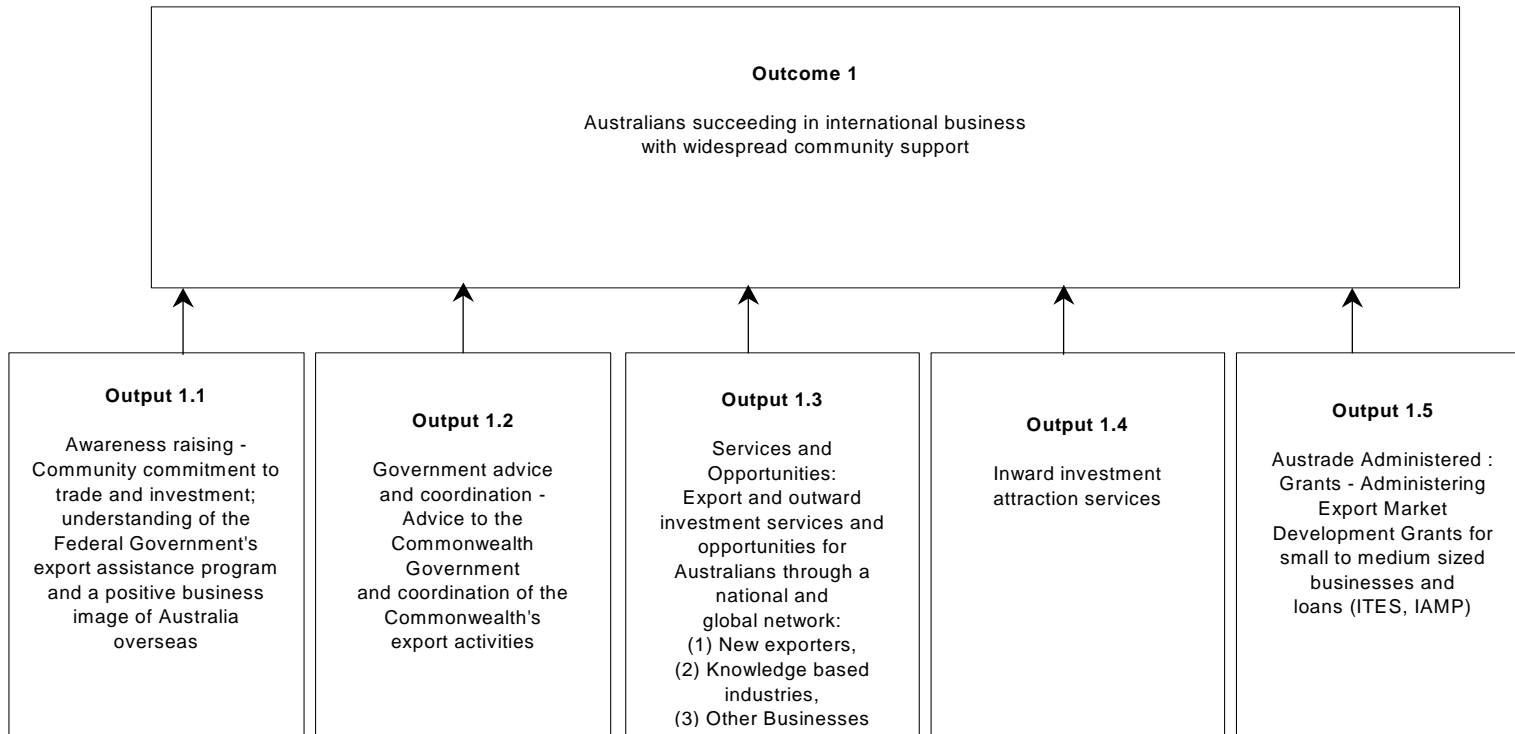 Outcome 1
Australians succeeding in international business
with widespread community support
Output 1.1
Awareness raising -
Community commitment to
trade and investment;
understanding of the
Federal Government's
export assistance program
and a positive business
image of Australia
overseas
Output 1.2
Government advice
and coordination -
Advice to the
Commonwealth
Government
and coordination of the
Commonwealth's
export activities
Output 1.3
Services and
Opportunities:
Export and outward
investment services and
opportunities for
Australians through a
national and
global network:
(1) New exporters,
(2) Knowledge based
industries,
(3) Other Businesses
Output 1.4
Inward investment
attraction services
Output 1.5
Austrade Administered :
Grants - Administering
Export Market
Development Grants for
small to medium sized
businesses and
loans (ITES, IAMP)